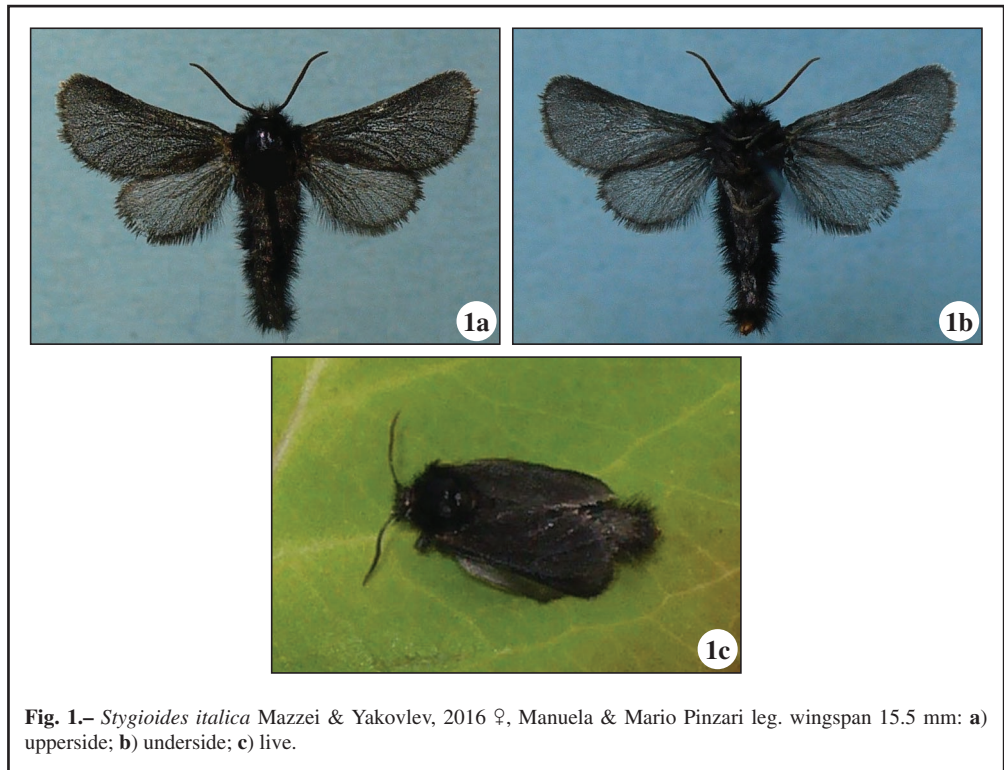 1a
1b
1c
Fig. 1.– Stygioides italica Mazzei & Yakovlev, 2016 ♀, Manuela & Mario Pinzari leg. wingspan 15.5 mm: a)
upperside; b) underside; c) live.